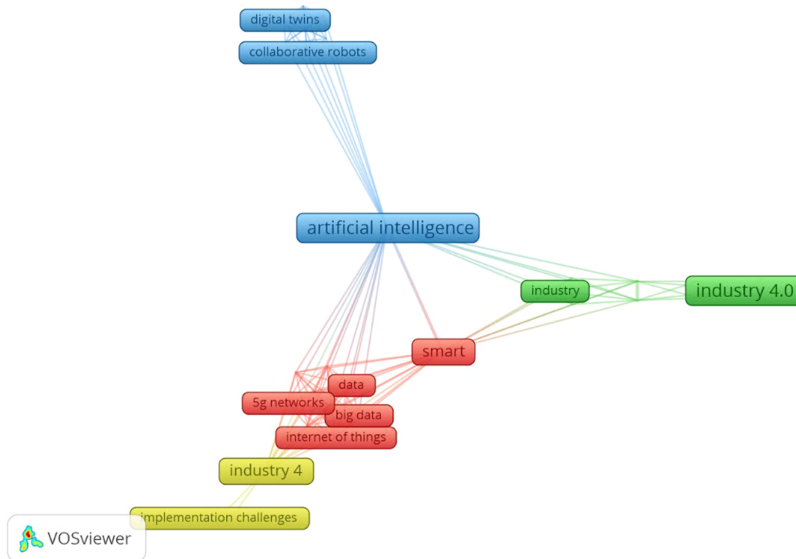 digital twins
collaborative robots
artificial intelligence
industry
industry 4.0
smart
data
5g networks
big data
internet of things
industry 4
implementation challenges
VOSviewer